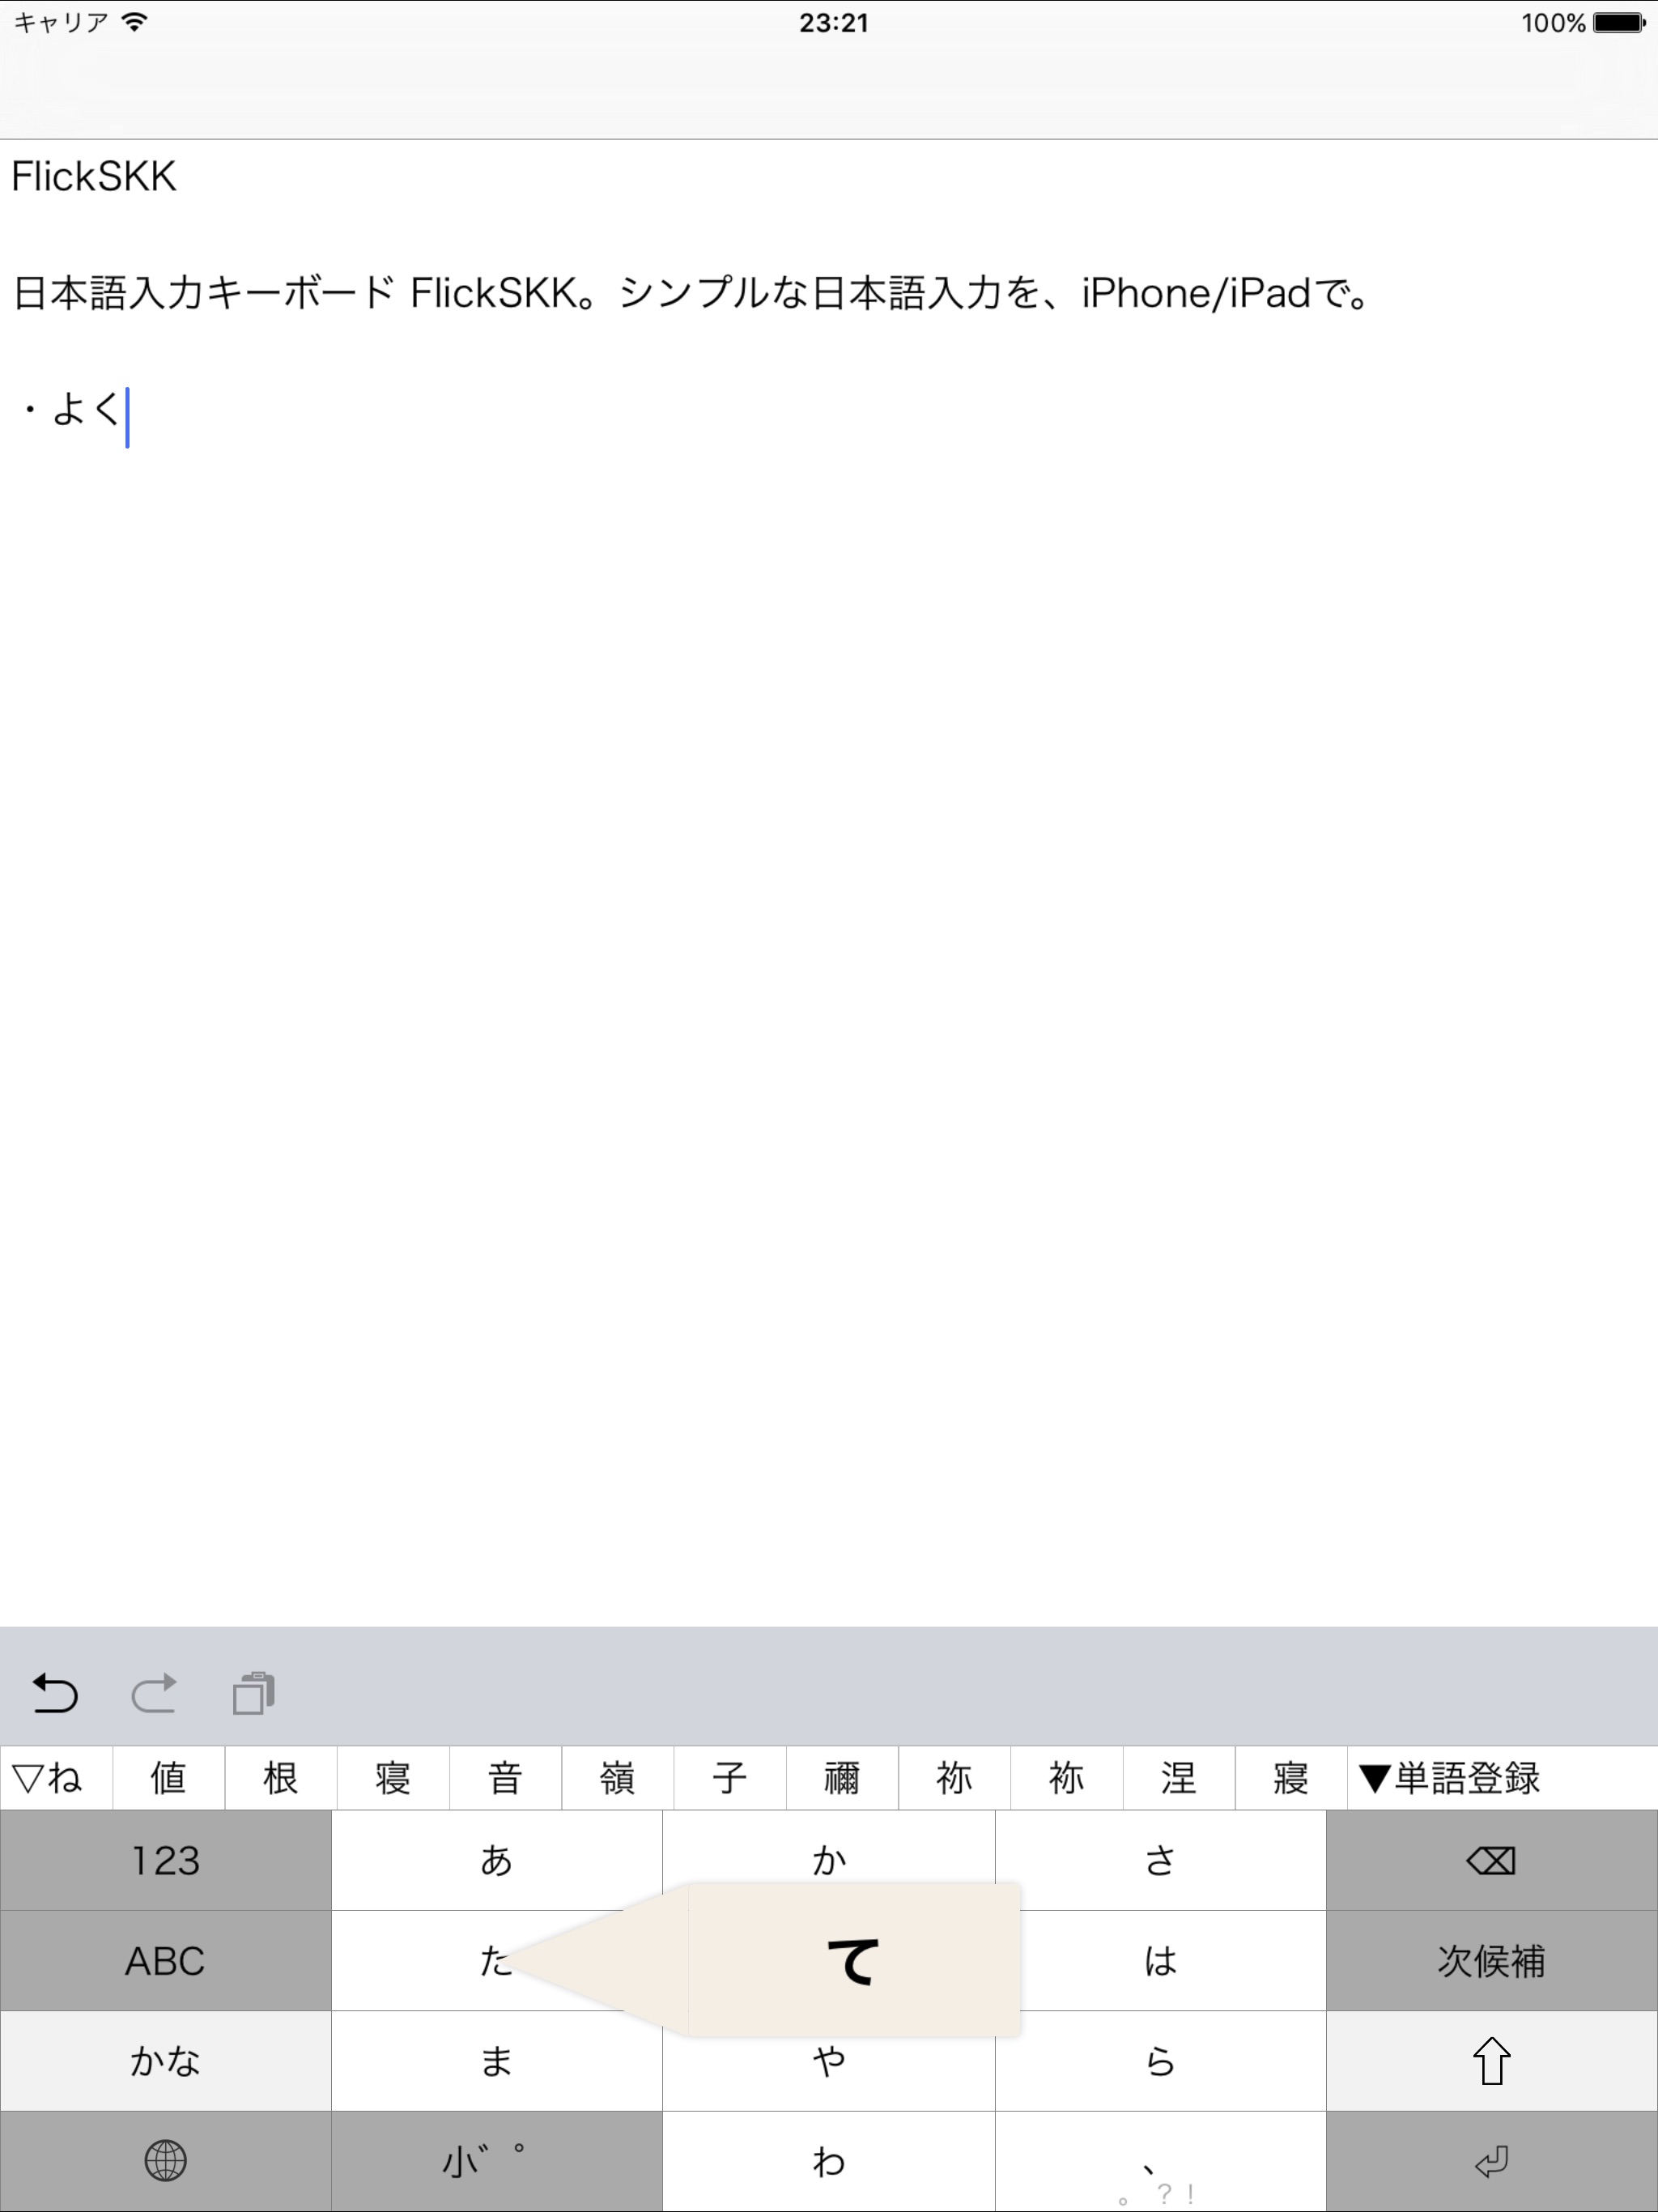 キャリア 23:21 100%
FlickSKK
日本語入力キーボード FlickSKK。シンプルな日本語入力を、iPhone/iPadで。
・よく
▽ね 値 根 寝 音 嶺 子 禰 祢 袮 涅 寢 ▼単語登録
123 あ か さ
ABC た て は 次候補
かな ま や ら
小゛゜ わ 、
。?!